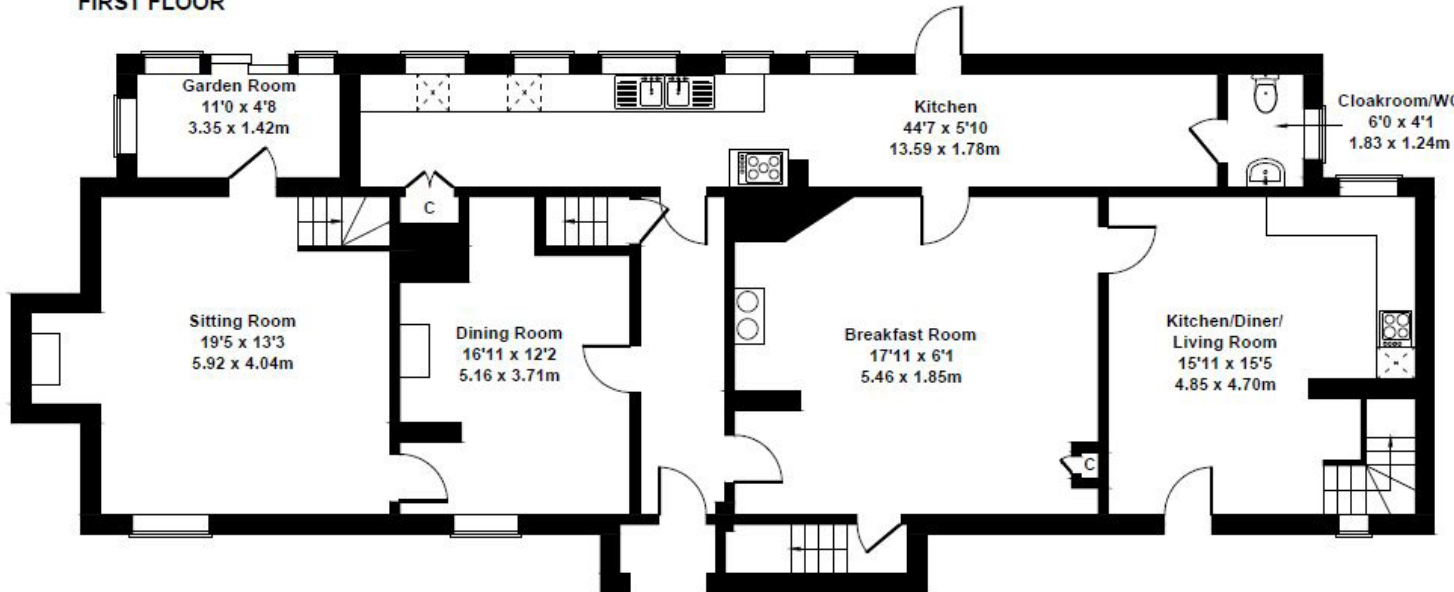 FIRST FLOOR
Garden Room
11'0 x 4'8
3.35 x 1.42m
Kitchen
44'7 x 5'10
13.59 x 1.78m
Cloakroom/WC
6'0 x 4'1
1.83 x 1.24m
C
Sitting Room
19'5 x 13'3
5.92 x 4.04m
Dining Room
16'11 x 12'2
5.16 x 3.71m
Breakfast Room
17'11 x 6'1
5.46 x 1.85m
Kitchen/Diner/
Living Room
15'11 x 15'5
4.85 x 4.70m
C